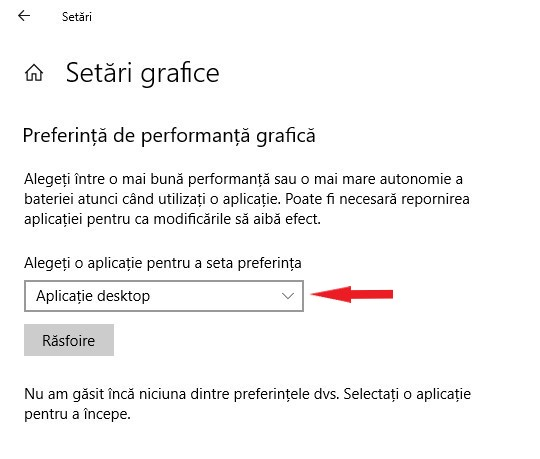 Setări
Setări grafice
Preferință de performanță grafică
Alegeți între o mai bună performanță sau o mai mare autonomie a
bateriei atunci când utilizați o aplicație. Poate fi necesară repornirea
aplicației pentru ca modificările să aibă efect.
Alegeți o aplicație pentru a seta preferința
Aplicație desktop
Răsfoire
Nu am găsit încă niciuna dintre preferințele dvs. Selectați o aplicație
pentru a începe.